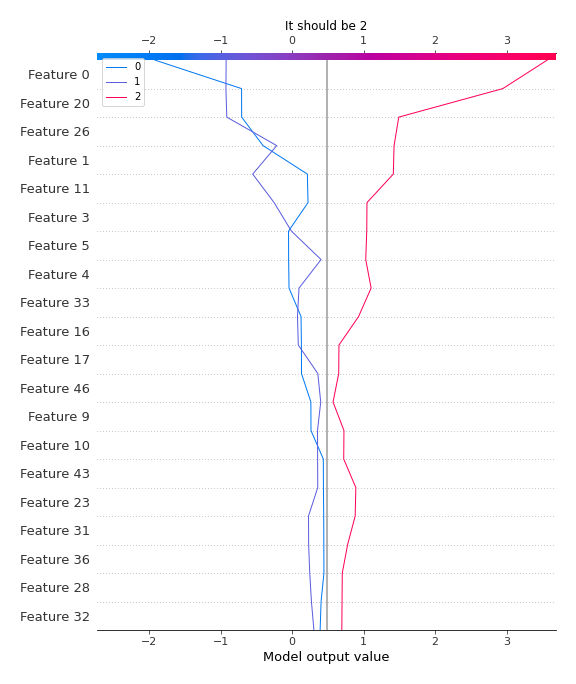 It should be 2
−2 −1 0 1 2 3
0
1
2
Feature 0
Feature 20
Feature 26
Feature 1
Feature 11
Feature 3
Feature 5
Feature 4
Feature 33
Feature 16
Feature 17
Feature 46
Feature 9
Feature 10
Feature 43
Feature 23
Feature 31
Feature 36
Feature 28
Feature 32
−2 −1 0 1 2 3
Model output value